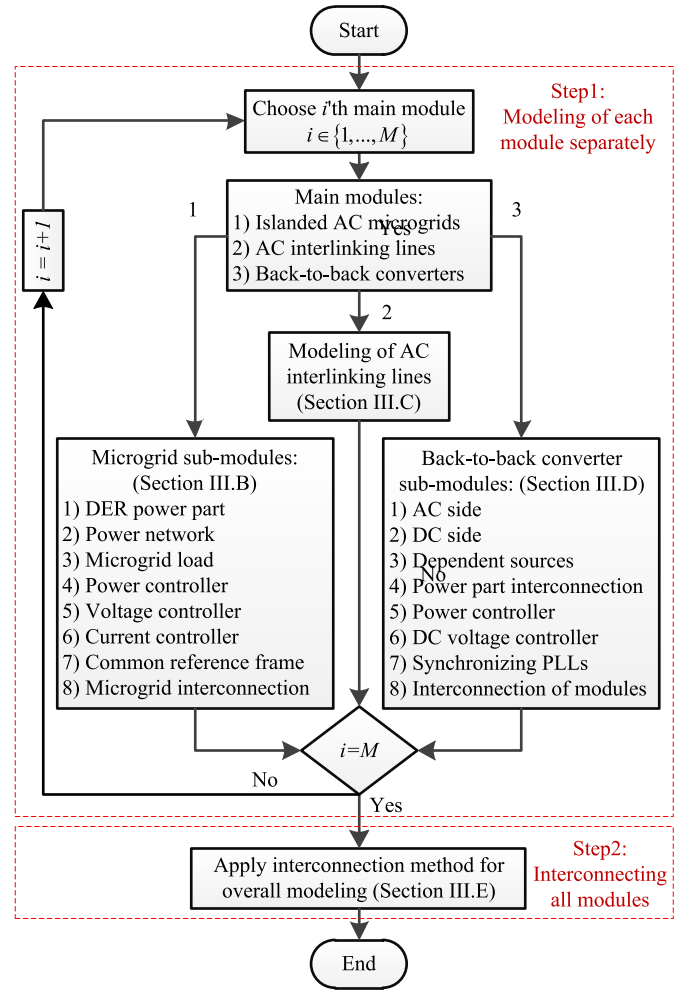 Start
Step1:
Modeling of each
module separately
Choose i'th main module
i ∈ {1,...,M}
i = i+1
1
Main modules:
1) Islanded AC microgrids
Yes
2) AC interlinking lines
3) Back-to-back converters
3
2
Modeling of AC
interlinking lines
(Section III.C)
Microgrid sub-modules:
(Section III.B)
1) DER power part
2) Power network
3) Microgrid load
4) Power controller
5) Voltage controller
6) Current controller
7) Common reference frame
8) Microgrid interconnection
Back-to-back converter
sub-modules: (Section III.D)
1) AC side
2) DC side
3) Dependent sources
No
4) Power part interconnection
5) Power controller
6) DC voltage controller
7) Synchronizing PLLs
8) Interconnection of modules
i=M
No
Yes
Step2:
Interconnecting
all modules
Apply interconnection method for
overall modeling (Section III.E)
End